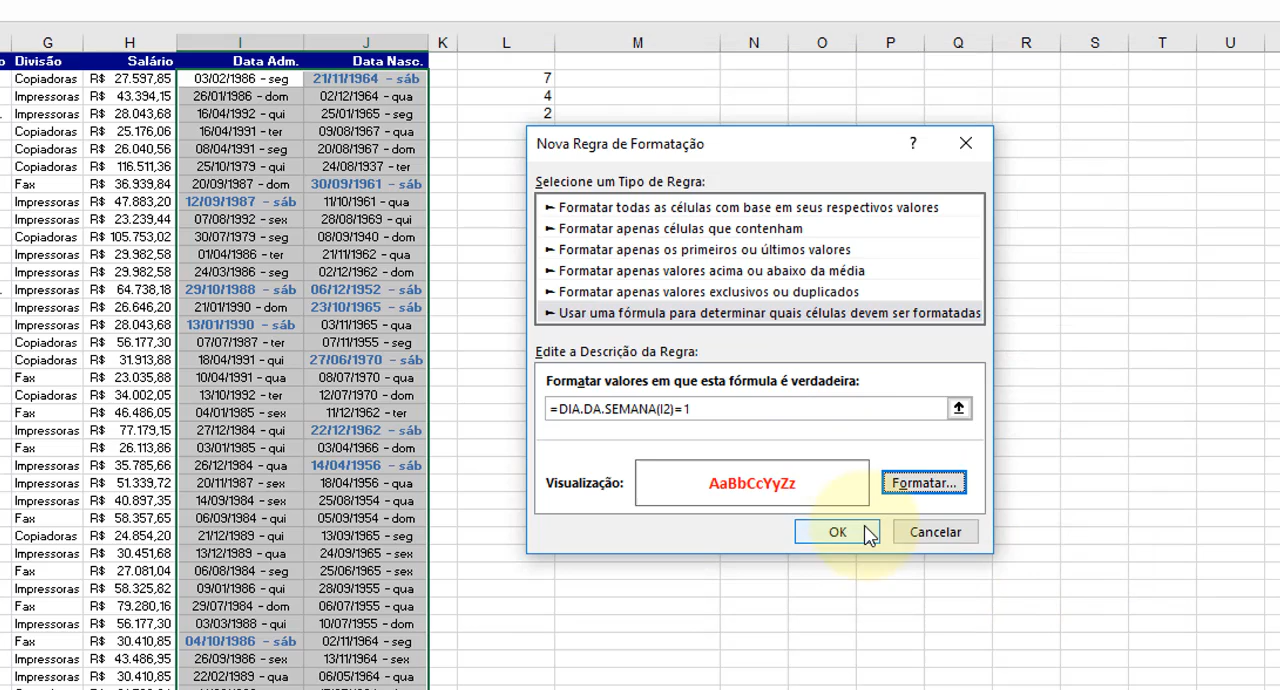 G H I J K L M N O P Q R S T U
o Divisão Salário Data Adm. Data Nasc.
Copiadoras R$ 27.597,85 03/02/1986 - seg 21/11/1964 - sáb 7
Impressoras R$ 43.394,15 26/01/1986 - dom 02/12/1964 - qua 4
Impressoras R$ 28.043,68 16/04/1992 - qui 25/01/1965 - seg 2
Copiadoras R$ 25.176,06 16/04/1991 - ter 09/08/1967 - qua
Impressoras R$ 26.040,56 08/04/1991 - seg 20/08/1967 - dom
Copiadoras R$ 116.511,36 25/10/1979 - qui 24/08/1937 - ter
Fax R$ 36.939,84 20/09/1987 - dom 30/09/1961 - sáb
Impressoras R$ 47.883,20 12/09/1987 - sáb 11/10/1961 - qua
Impressoras R$ 23.239,44 07/08/1992 - sex 28/08/1969 - qui
Copiadoras R$ 105.753,02 30/07/1979 - seg 08/09/1940 - dom
Impressoras R$ 29.982,58 01/04/1986 - ter 21/11/1962 - qua
Impressoras R$ 29.982,58 24/03/1986 - seg 02/12/1962 - dom
Impressoras R$ 64.738,18 29/10/1988 - sáb 06/12/1952 - sáb
Impressoras R$ 26.646,20 21/01/1990 - dom 23/10/1965 - sáb
Impressoras R$ 28.043,68 13/01/1990 - sáb 03/11/1965 - qua
Copiadoras R$ 56.177,30 07/07/1987 - ter 07/11/1955 - seg
Copiadoras R$ 31.913,88 18/04/1991 - qui 27/06/1970 - sáb
Fax R$ 23.035,88 10/04/1991 - qua 08/07/1970 - qua
Copiadoras R$ 34.002,05 13/10/1992 - ter 12/07/1970 - dom
Fax R$ 46.486,05 04/01/1985 - sex 11/12/1962 - ter
Impressoras R$ 77.179,15 27/12/1984 - qui 22/12/1962 - sáb
Fax R$ 26.113,86 03/01/1985 - qui 03/04/1966 - dom
Impressoras R$ 35.785,66 26/12/1984 - qua 14/04/1956 - sáb
Impressoras R$ 51.339,72 20/11/1987 - sex 18/04/1956 - qua
Impressoras R$ 40.897,35 14/09/1984 - sex 25/08/1954 - qua
Fax R$ 58.357,65 06/09/1984 - qui 05/09/1954 - dom
Copiadoras R$ 24.854,20 21/12/1989 - qui 13/09/1965 - seg
Impressoras R$ 30.451,68 13/12/1989 - qua 24/09/1965 - sex
Fax R$ 27.081,04 06/08/1984 - seg 25/06/1965 - sex
Impressoras R$ 58.325,82 09/01/1986 - qui 28/09/1955 - qua
Fax R$ 79.280,16 29/07/1984 - dom 06/07/1955 - qua
Impressoras R$ 56.177,30 03/03/1988 - qui 10/07/1955 - dom
Fax R$ 30.410,85 04/10/1986 - sáb 02/11/1964 - seg
Impressoras R$ 43.486,95 26/09/1986 - sex 13/11/1964 - sex
Impressoras R$ 30.410,85 22/02/1989 - qua 06/05/1964 - qua
Nova Regra de Formatação ?
Selecione um Tipo de Regra:
► Formatar todas as células com base em seus respectivos valores
► Formatar apenas células que contenham
► Formatar apenas os primeiros ou últimos valores
► Formatar apenas valores acima ou abaixo da média
► Formatar apenas valores exclusivos ou duplicados
► Usar uma fórmula para determinar quais células devem ser formatadas
Edite a Descrição da Regra:
Formatar valores em que esta fórmula é verdadeira:
=DIA.DA.SEMANA(I2)=1
Visualização: AaBbCcYyZz Formatar...
OK Cancelar